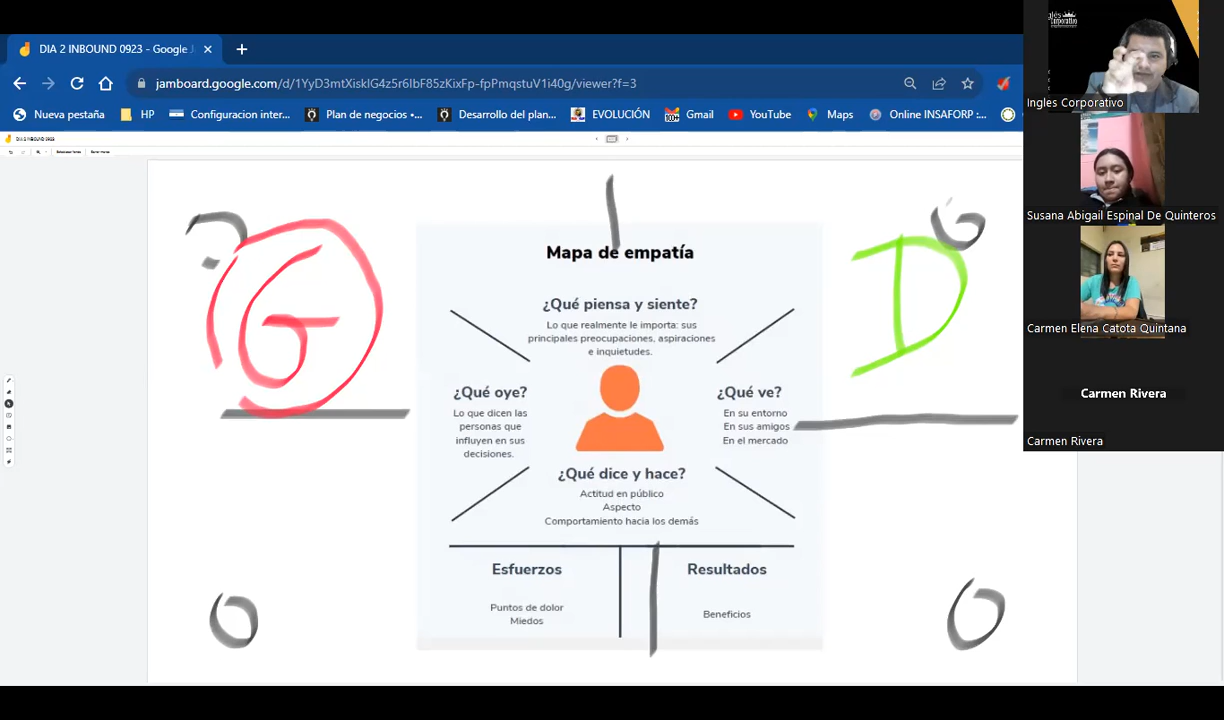 DIA 2 INBOUND 0923 - Google J
jamboard.google.com/d/1YyD3mtXisklG4z5r6IbF85zKixFp-fpPmqstuV1i40g/viewer?f=3
Nueva pestaña
HP
Configuracion inter...
Plan de negocios •...
Desarrollo del plan...
EVOLUCIÓN
Gmail
YouTube
Maps
Online INSAFORP :...
DIA 2 INBOUND 0923
Ingles Corporativo
Susana Abigail Espinal De Quinteros
Carmen Elena Catota Quintana
Carmen Rivera
Carmen Rivera
G
D
Mapa de empatía
¿Qué piensa y siente?
Lo que realmente le importa: sus
principales preocupaciones, aspiraciones
e inquietudes.
¿Qué oye?
Lo que dicen las
personas que
influyen en sus
decisiones.
¿Qué ve?
En su entorno
En sus amigos
En el mercado
¿Qué dice y hace?
Actitud en público
Aspecto
Comportamiento hacia los demás
Esfuerzos
Puntos de dolor
Miedos
Resultados
Beneficios